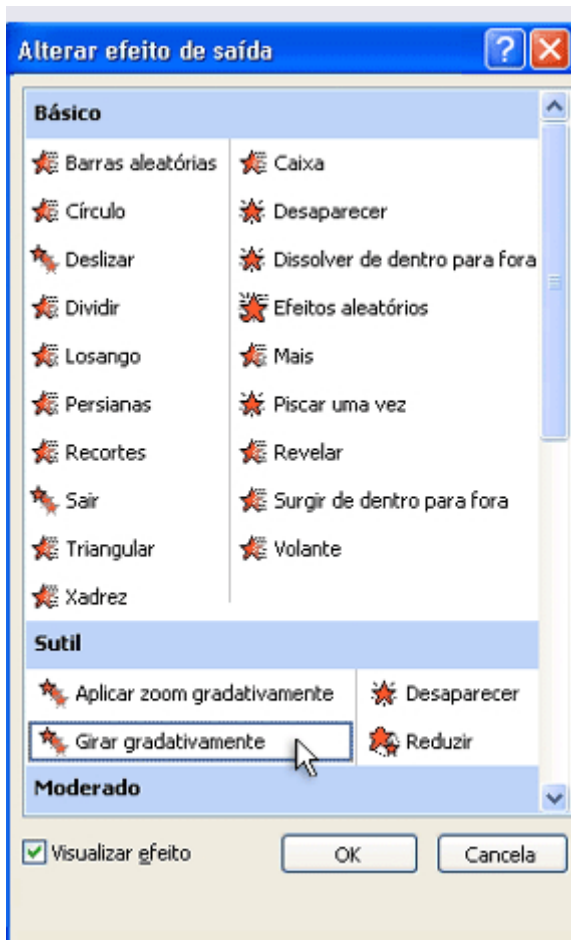 Alterar efeito de saída
Básico
Barras aleatórias
Caixa
Círculo
Desaparecer
Deslizar
Dissolver de dentro para fora
Dividir
Efeitos aleatórios
Losango
Mais
Persianas
Piscar uma vez
Recortes
Revelar
Sair
Surgir de dentro para fora
Triangular
Volante
Xadrez
Sutil
Aplicar zoom gradativamente
Desaparecer
Girar gradativamente
Reduzir
Moderado
Visualizar efeito
OK
Cancela